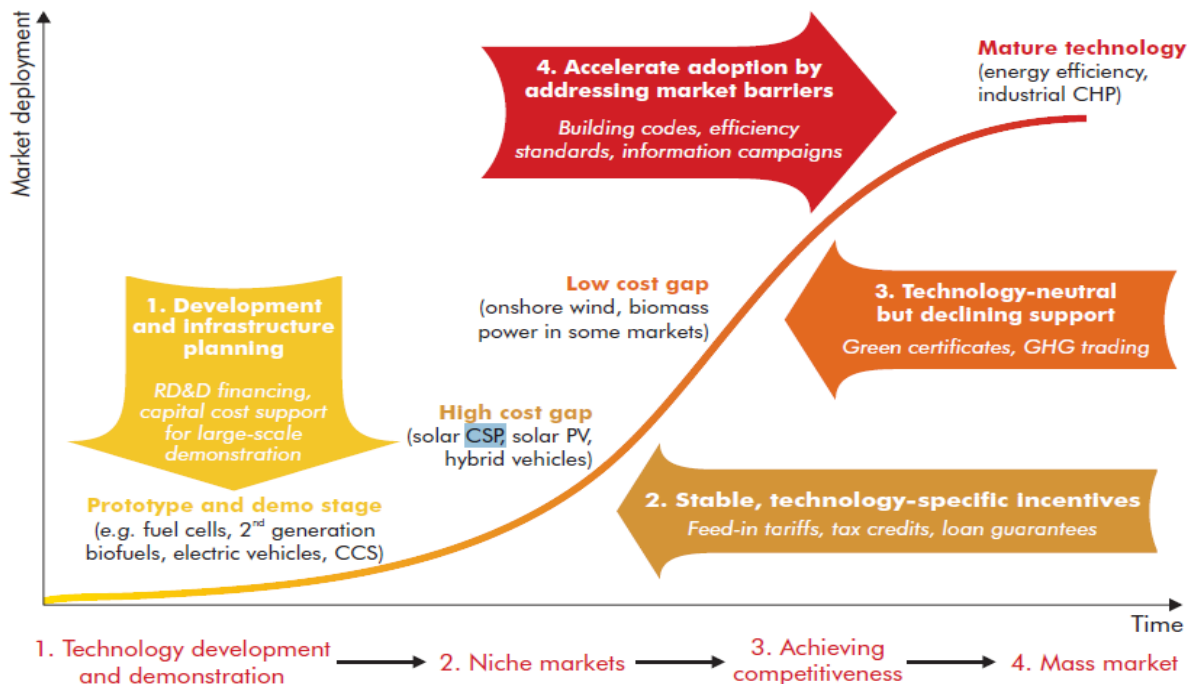 Market deployment
4. Accelerate adoption by
addressing market barriers
Building codes, efficiency
standards, information campaigns
Mature technology
(energy efficiency,
industrial CHP)
1. Development
and infrastructure
planning
RD&D financing,
capital cost support
for large-scale
demonstration
Low cost gap
(onshore wind, biomass
power in some markets)
3. Technology-neutral
but declining support
Green certificates, GHG trading
High cost gap
(solar CSP, solar PV,
hybrid vehicles)
2. Stable, technology-specific incentives
Feed-in tariffs, tax credits, loan guarantees
Prototype and demo stage
(e.g. fuel cells, 2nd generation
biofuels, electric vehicles, CCS)
Time
1. Technology development
and demonstration
2. Niche markets
3. Achieving
competitiveness
4. Mass market